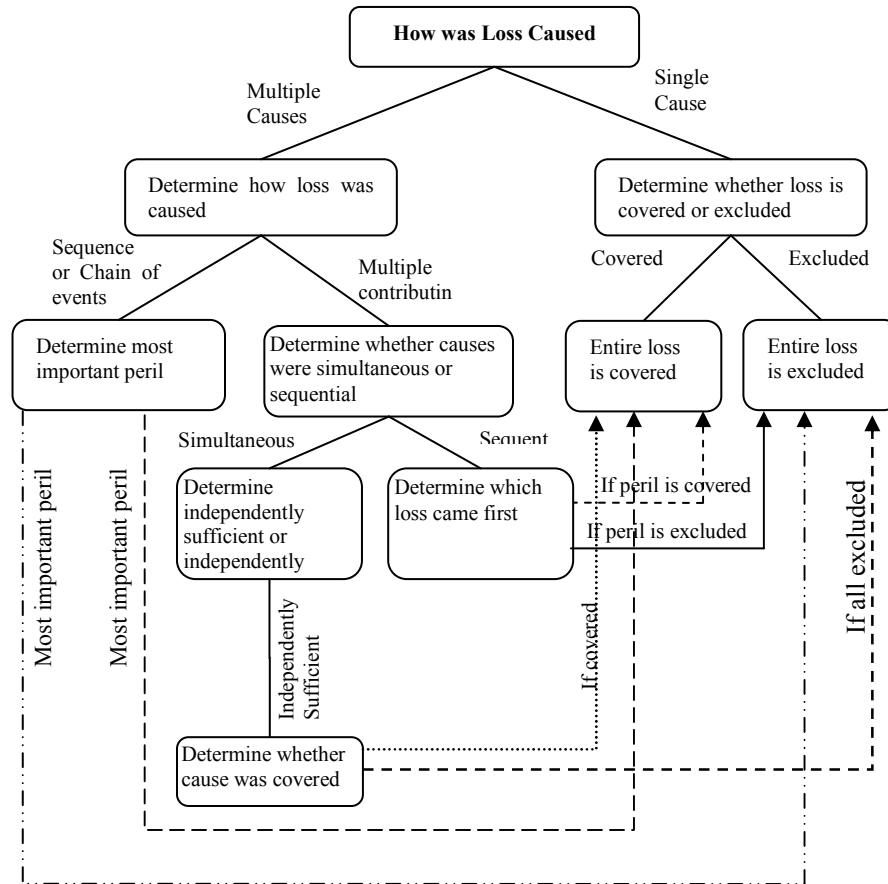 How was Loss Caused
Multiple
Causes
Single
Cause
Determine how loss was
caused
Determine whether loss is
covered or excluded
Sequence
or Chain of
events
Multiple
contributin
Covered
Excluded
Determine most
important peril
Determine whether causes
were simultaneous or
sequential
Entire loss
is covered
Entire loss
is excluded
Simultaneous
Sequent
Determine
independently
sufficient or
independently
Determine which
loss came first
If peril is covered
If peril is excluded
Most important peril
Most important peril
Independently
Sufficient
If covered
If all excluded
Determine whether
cause was covered